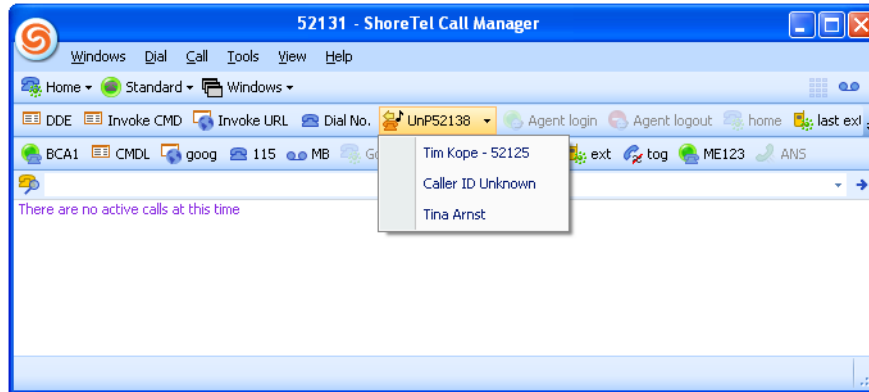 52131 - ShoreTel Call Manager
Windows Dial Call Tools View Help
Home Standard Windows
DDE Invoke CMD Invoke URL Dial No. UnP52138 Agent login Agent logout home last ext
BCA1 CMDL goog 115 MB ext tog ME123 ANS
Tim Kope - 52125
Caller ID Unknown
Tina Arnst
There are no active calls at this time